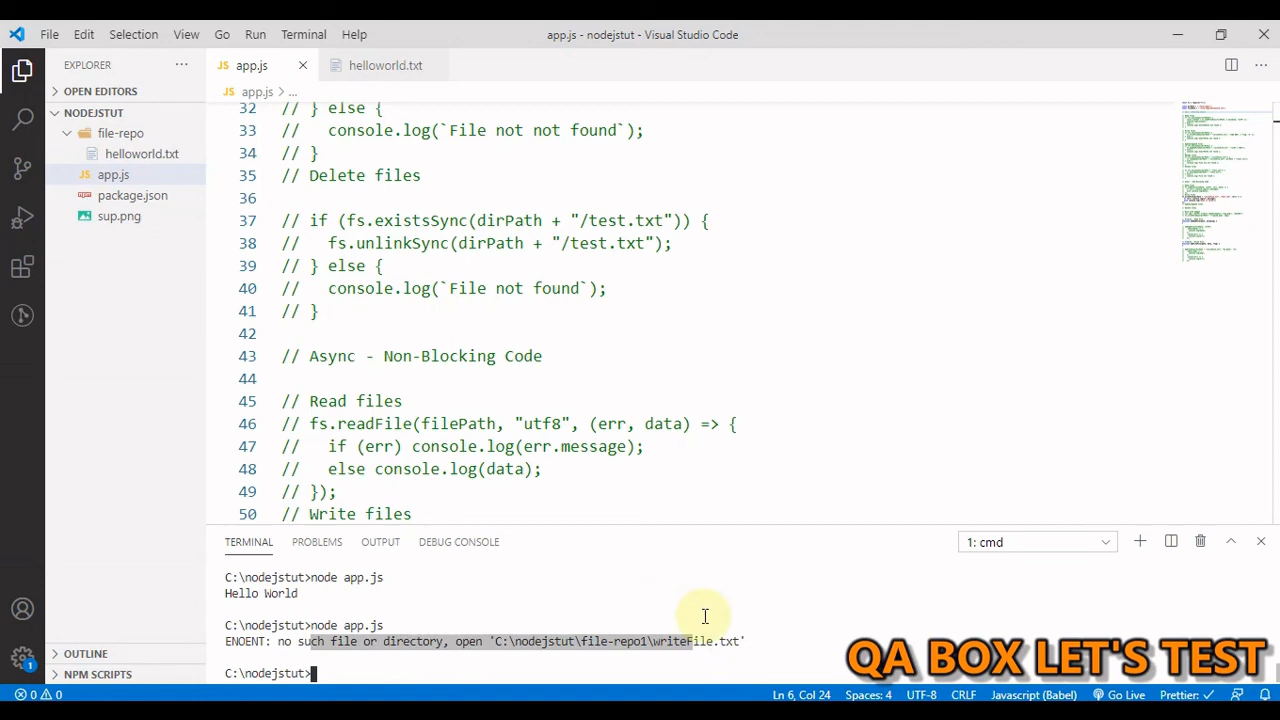 File Edit Selection View Go Run Terminal Help
app.js - nodejstut - Visual Studio Code
EXPLORER
OPEN EDITORS
NODEJSTUT
file-repo
helloworld.txt
JS app.js
package.json
sup.png
OUTLINE
NPM SCRIPTS
JS app.js
helloworld.txt
JS app.js > ...
32 // } else {
33 //   console.log(`File not not found`);
34 // }
35 // Delete files
36
37 // if (fs.existsSync(dirPath + "/test.txt")) {
38 //   fs.unlinkSync(dirPath + "/test.txt");
39 // } else {
40 //   console.log(`File not found`);
41 // }
42
43 // Async - Non-Blocking Code
44
45 // Read files
46 // fs.readFile(filePath, "utf8", (err, data) => {
47 //   if (err) console.log(err.message);
48 //   else console.log(data);
49 // });
50 // Write files
TERMINAL PROBLEMS OUTPUT DEBUG CONSOLE
1: cmd
C:\nodejstut>node app.js
Hello World
C:\nodejstut>node app.js
ENOENT: no such file or directory, open 'C:\nodejstut\file-repo1\writeFile.txt'
C:\nodejstut>
QA BOX LET'S TEST
1
0 0
Ln 6, Col 24 Spaces: 4 UTF-8 CRLF Javascript (Babel) Go Live Prettier: ✓